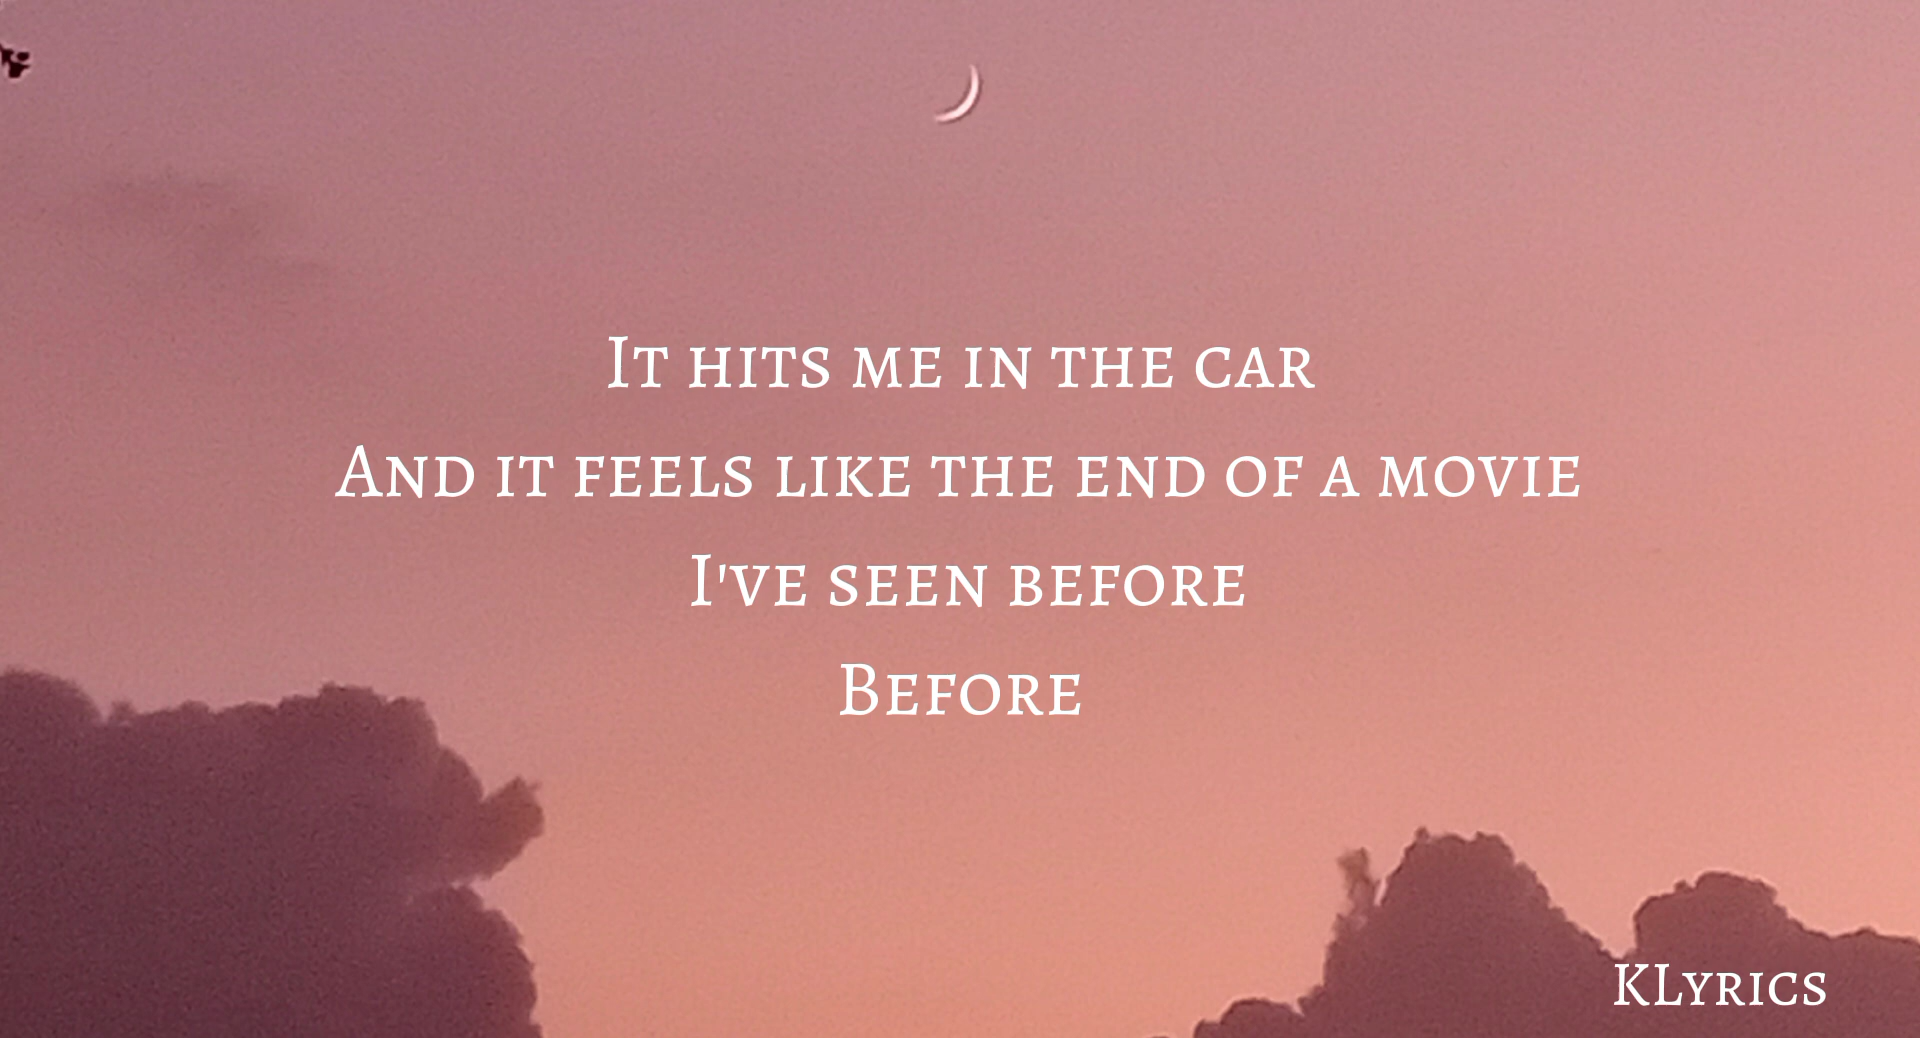 It hits me in the car
And it feels like the end of a movie
I've seen before
Before
KLyrics